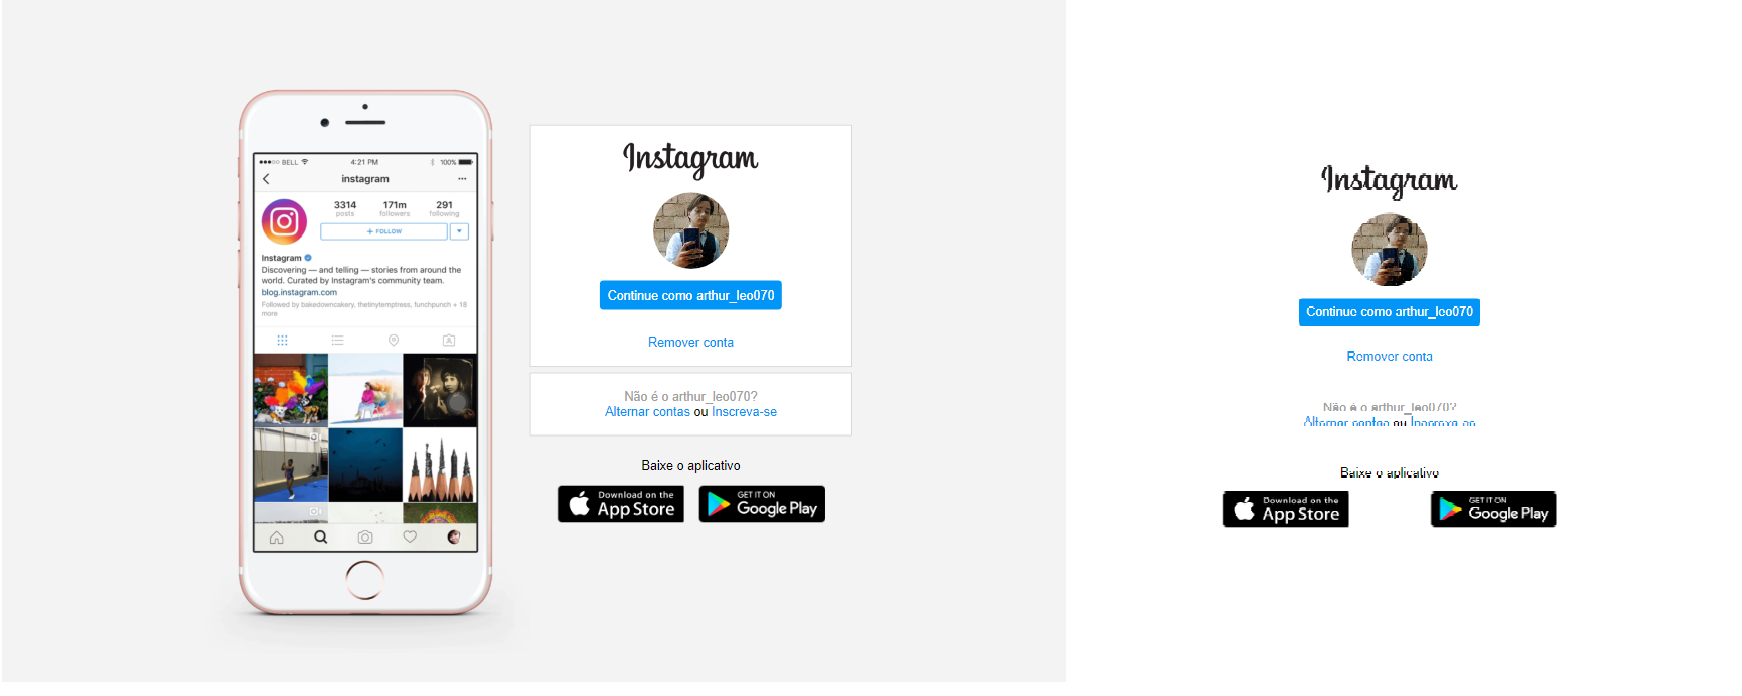 BELL 4:21 PM 100%
instagram
3314 171m 291
posts followers following
+ FOLLOW
Instagram
Discovering — and telling — stories from around the
world. Curated by Instagram's community team.
blog.instagram.com
Followed by bakedowncakery, thetinytemptress, funchpunch + 18
more
Instagram
Continue como arthur_leo070
Remover conta
Não é o arthur_leo070?
Alternar contas ou Inscreva-se
Baixe o aplicativo
Download on the
App Store
GET IT ON
Google Play
Instagram
Continue como arthur_leo070
Remover conta
Não é o arthur_leo070?
Alternar contas ou Inscreva-se
Baixe o aplicativo
Download on the
App Store
GET IT ON
Google Play